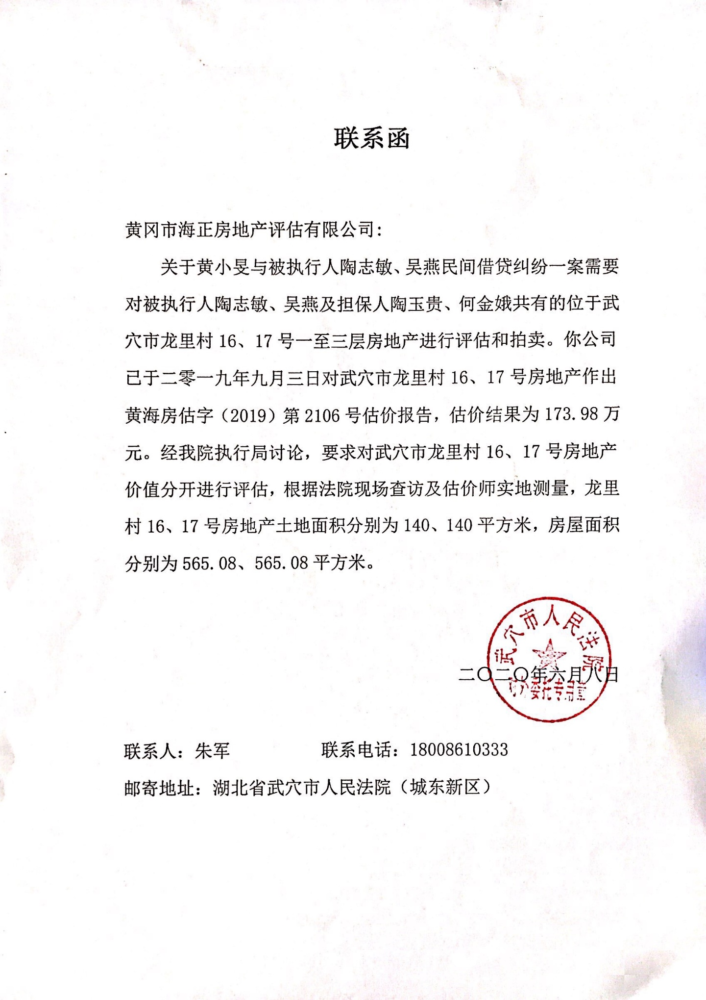 联系函
黄冈市海正房地产评估有限公司：
关于黄小旻与被执行人陶志敏、吴燕民间借贷纠纷一案需要
对被执行人陶志敏、吴燕及担保人陶玉贵、何金娥共有的位于武
穴市龙里村 16、17 号一至三层房地产进行评估和拍卖。你公司
已于二零一九年九月三日对武穴市龙里村 16、17 号房地产作出
黄海房估字（2019）第 2106 号估价报告，估价结果为 173.98 万
元。经我院执行局讨论，要求对武穴市龙里村 16、17 号房地产
价值分开进行评估，根据法院现场查访及估价师实地测量，龙里
村 16、17 号房地产土地面积分别为 140、140 平方米，房屋面积
分别为 565.08、565.08 平方米。
武穴市人民法院
二〇二〇年六月八日
委托专用章
联系人：朱军 联系电话：18008610333
邮寄地址：湖北省武穴市人民法院（城东新区）